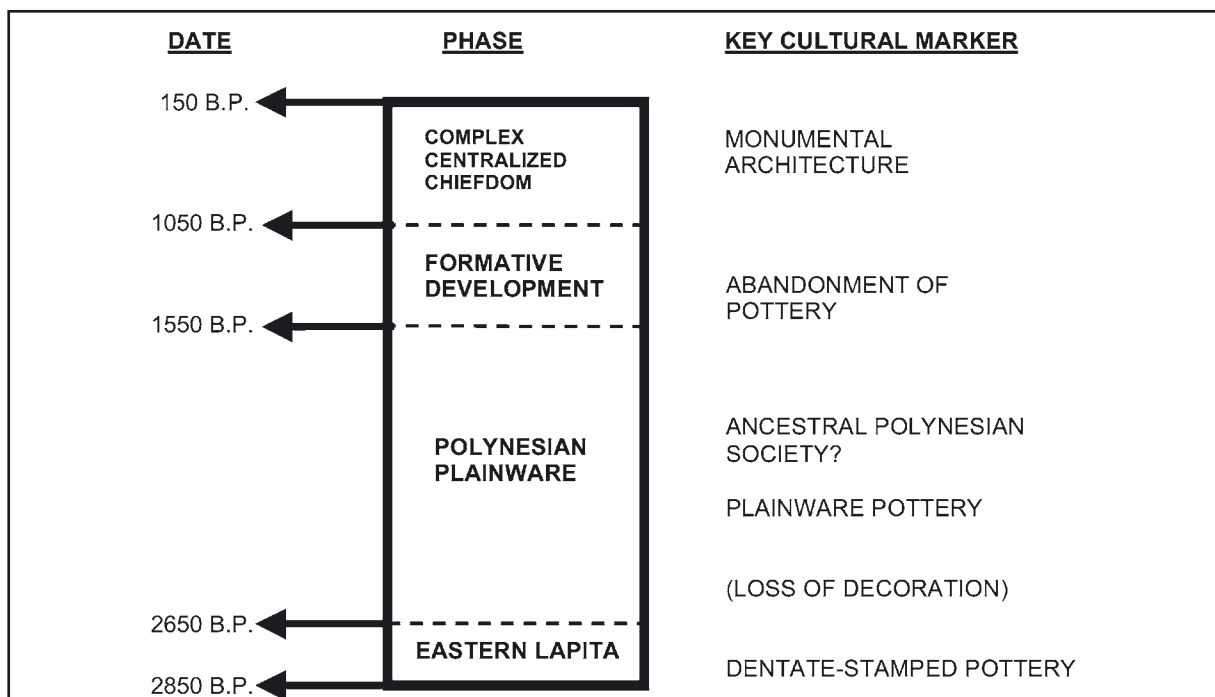 DATE PHASE KEY CULTURAL MARKER
150 B.P.
COMPLEX
CENTRALIZED
CHIEFDOM
MONUMENTAL
ARCHITECTURE
1050 B.P.
FORMATIVE
DEVELOPMENT
ABANDONMENT OF
POTTERY
1550 B.P.
POLYNESIAN
PLAINWARE
ANCESTRAL POLYNESIAN
SOCIETY?
PLAINWARE POTTERY
(LOSS OF DECORATION)
2650 B.P.
EASTERN LAPITA
DENTATE-STAMPED POTTERY
2850 B.P.